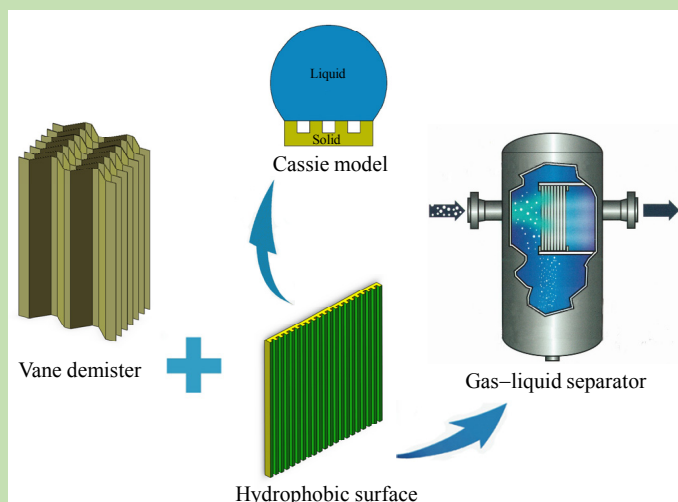 Liquid
Solid
Cassie model
Vane demister
Gas−liquid separator
Hydrophobic surface